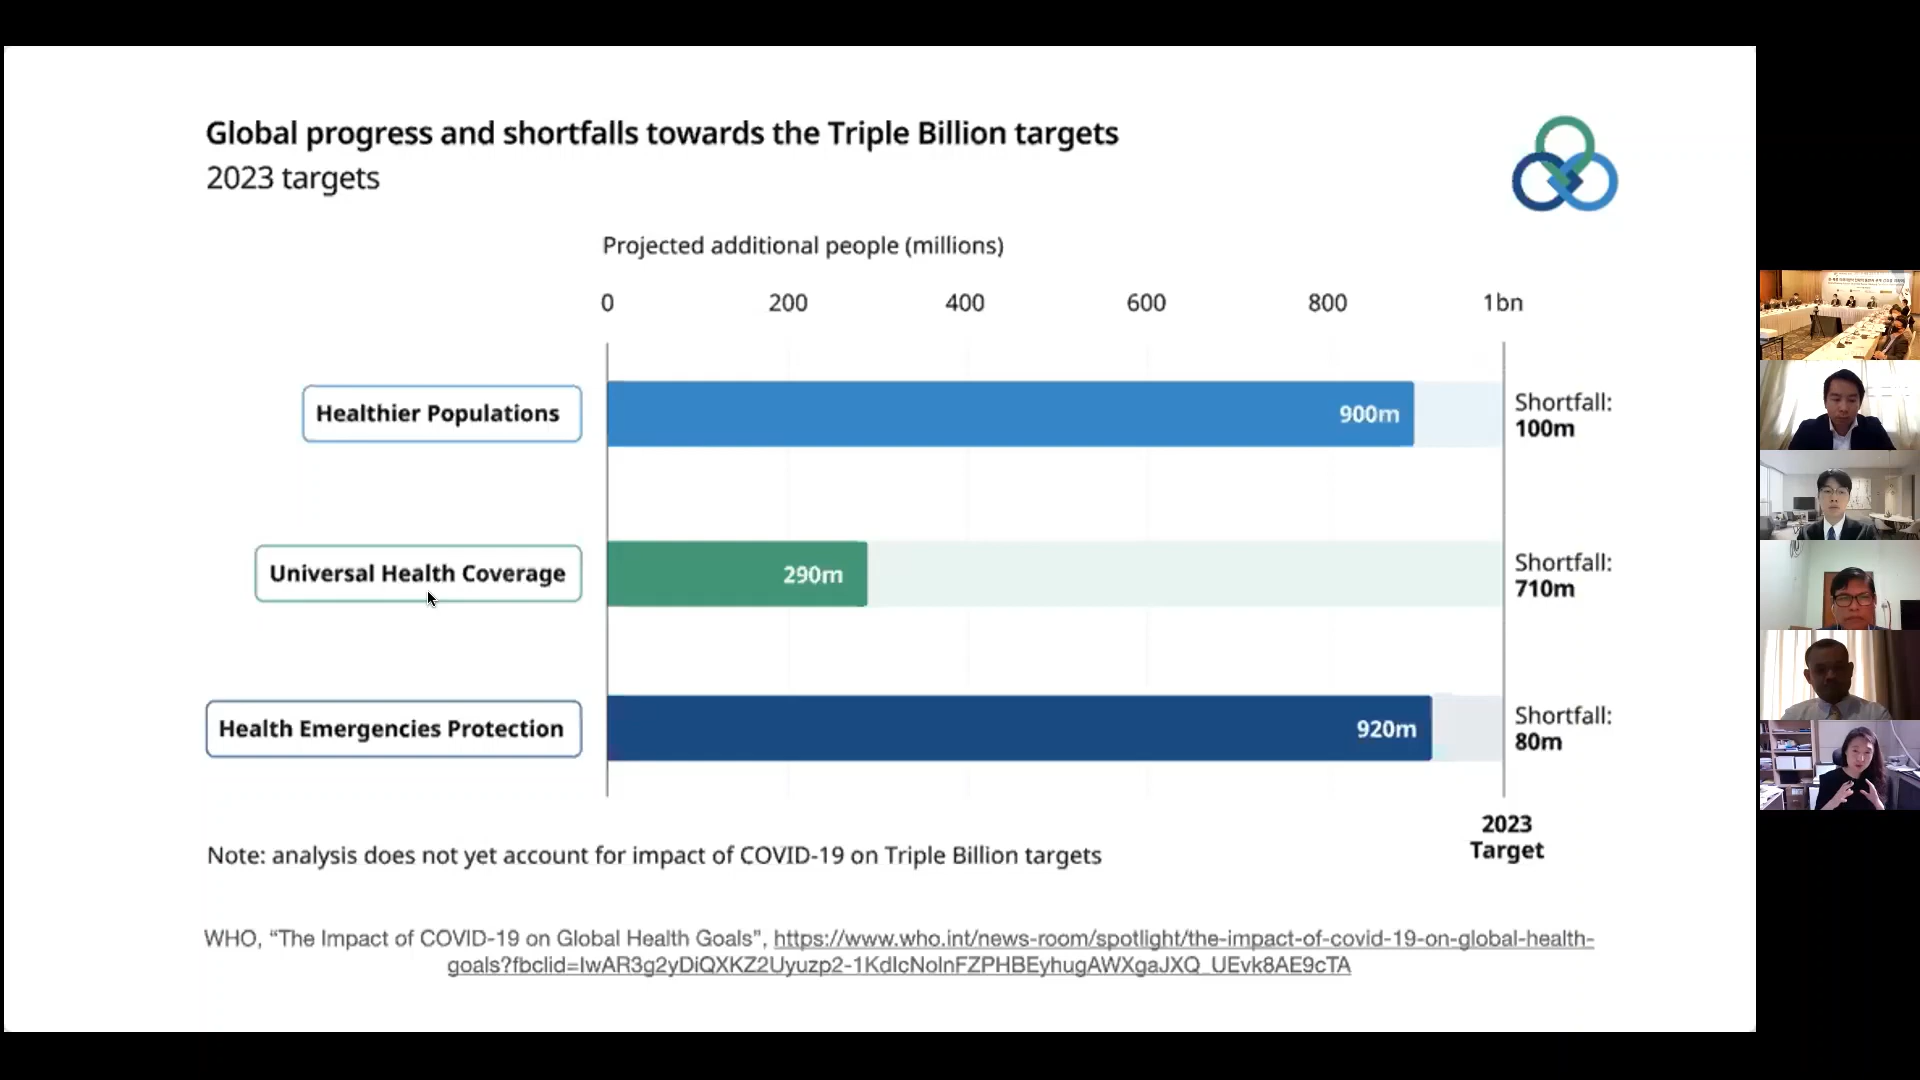 Global progress and shortfalls towards the Triple Billion targets
2023 targets
Projected additional people (millions)
0 200 400 600 800 1bn
Healthier Populations 900m Shortfall:
100m
Universal Health Coverage 290m Shortfall:
710m
Health Emergencies Protection 920m Shortfall:
80m
2023
Target
Note: analysis does not yet account for impact of COVID-19 on Triple Billion targets
WHO, “The Impact of COVID-19 on Global Health Goals”, https://www.who.int/news-room/spotlight/the-impact-of-covid-19-on-global-health-
goals?fbclid=IwAR3g2yDiQXKZ2Uyuzp2-1KdIcNoInFZPHBEyhugAWXgaJXQ_UEvk8AE9cTA